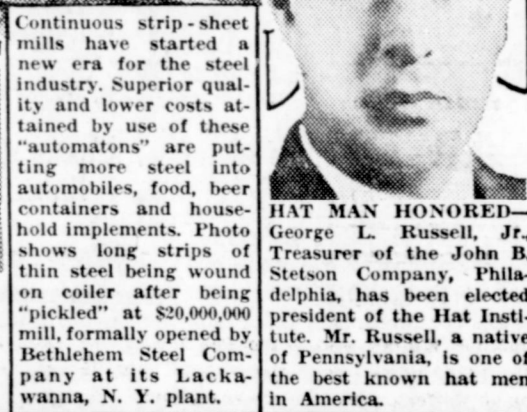 Continuous strip-sheet
mills have started a
new era for the steel
industry. Superior qual-
ity and lower costs at-
tained by use of these
"automatons" are put-
ting more steel into
automobiles, food, beer
containers and house-
hold implements. Photo
shows long strips of
thin steel being wound
on coiler after being
"pickled" at $20,000,000
mill, formally opened by
Bethlehem Steel Com-
pany at its Lacka-
wanna, N. Y. plant.
HAT MAN HONORED—
George L. Russell, Jr.,
Treasurer of the John B.
Stetson Company, Phila-
delphia, has been elected
president of the Hat Insti-
tute. Mr. Russell, a native
of Pennsylvania, is one of
the best known hat men
in America.